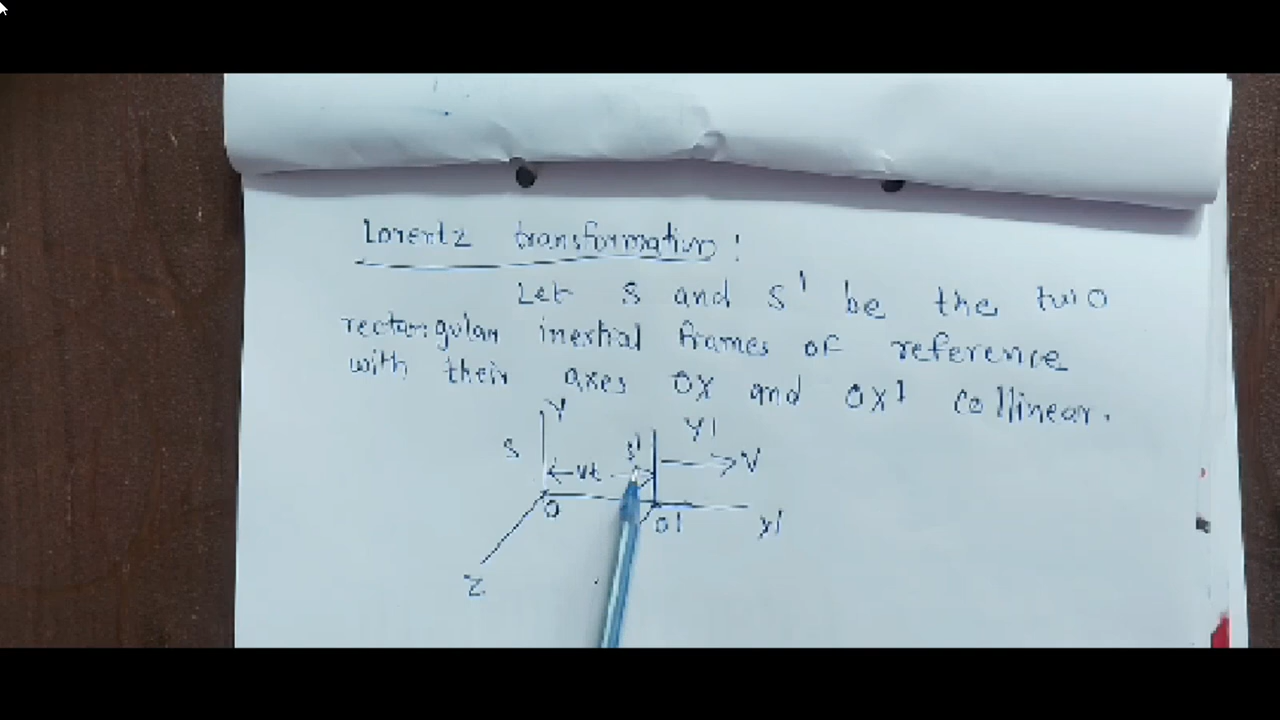 Lorentz transformation:
Let S and S' be the two
rectangular inertial frames of reference
with their axes OX and OX' collinear.
Y
Y'
S
S'
V
vt
O
O'
X'
Z